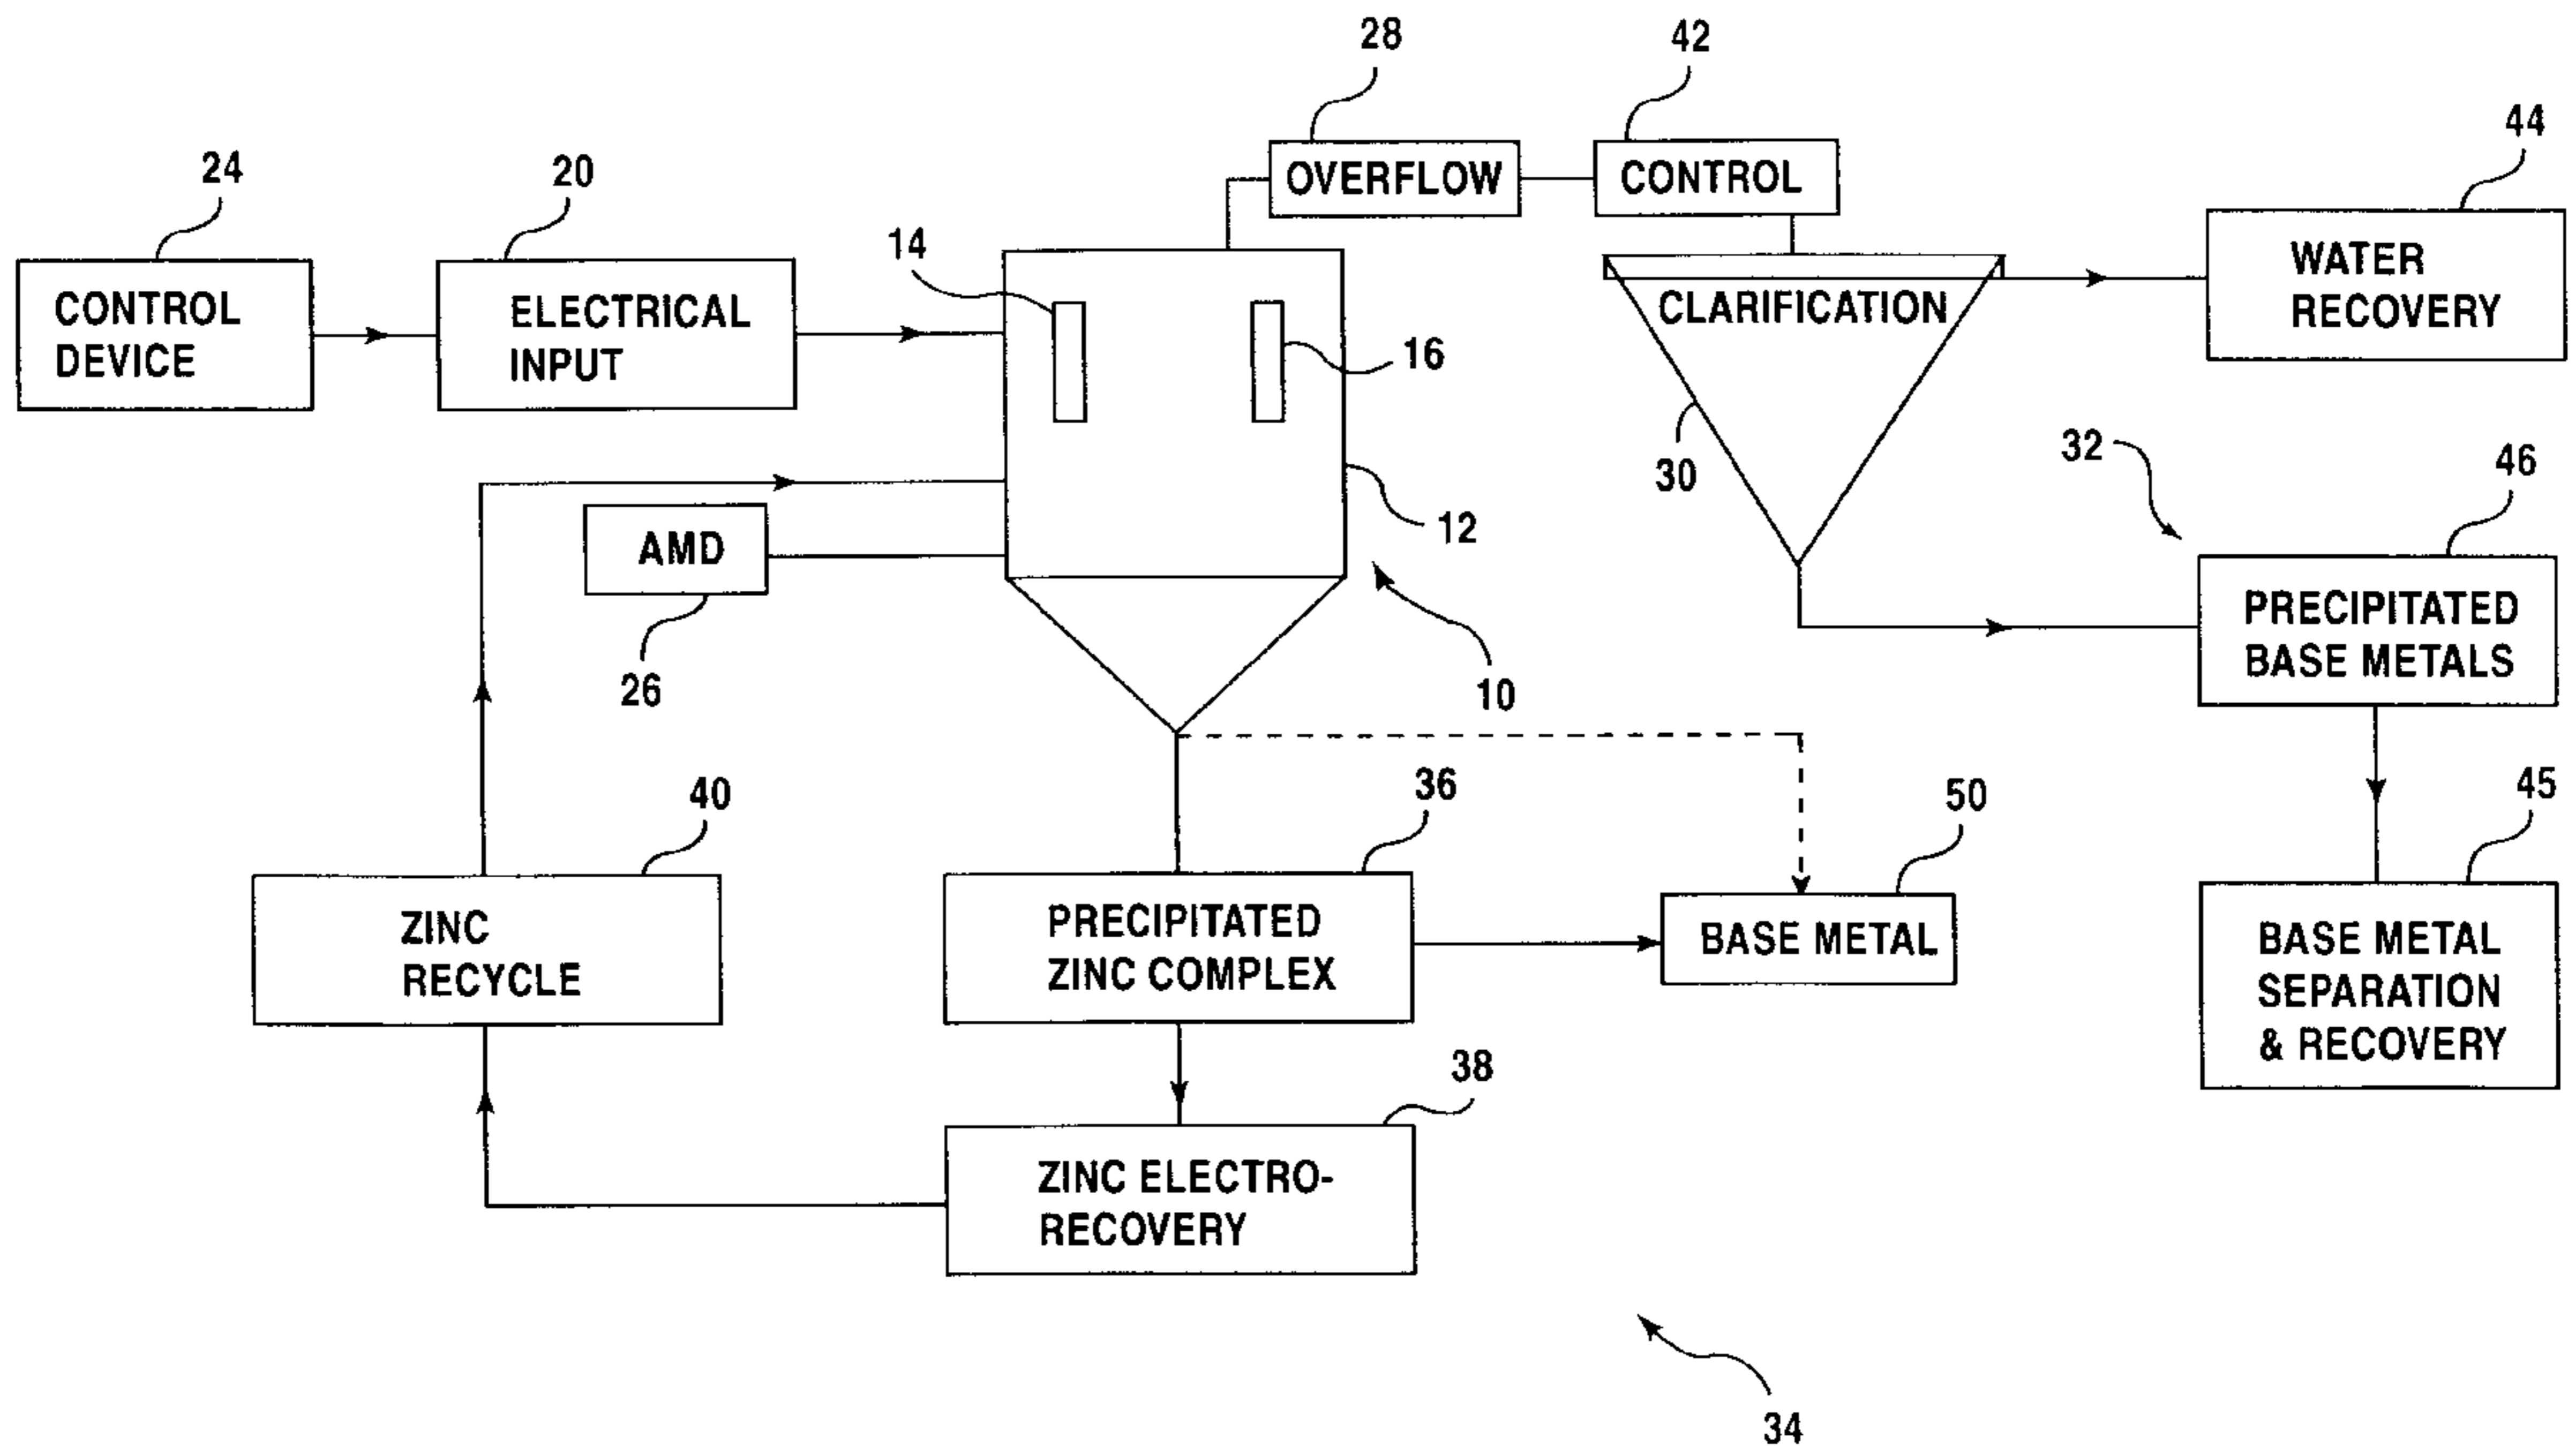 28
42
44
24
20
OVERFLOW
CONTROL
14
WATER
RECOVERY
CONTROL
DEVICE
ELECTRICAL
INPUT
CLARIFICATION
16
30
32
46
12
AMD
26
10
PRECIPITATED
BASE METALS
40
36
50
45
ZINC
RECYCLE
PRECIPITATED
ZINC COMPLEX
BASE METAL
BASE METAL
SEPARATION
& RECOVERY
38
ZINC ELECTRO-
RECOVERY
34